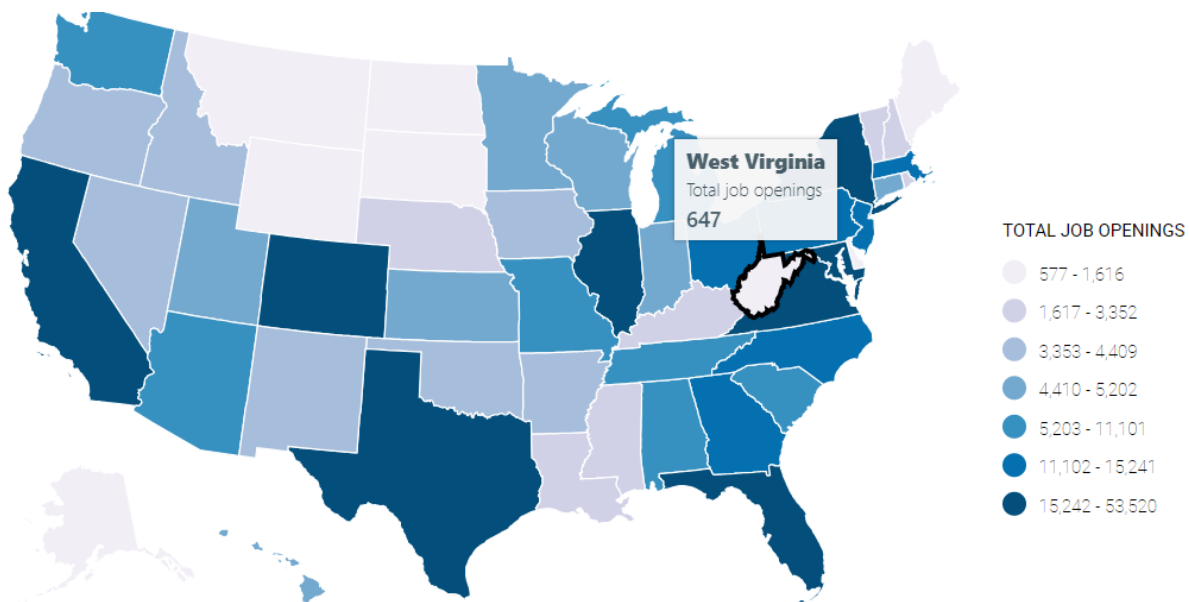 West Virginia
Total job openings
647
TOTAL JOB OPENINGS
577 - 1,616
1,617 - 3,352
3,353 - 4,409
4,410 - 5,202
5,203 - 11,101
11,102 - 15,241
15,242 - 53,520